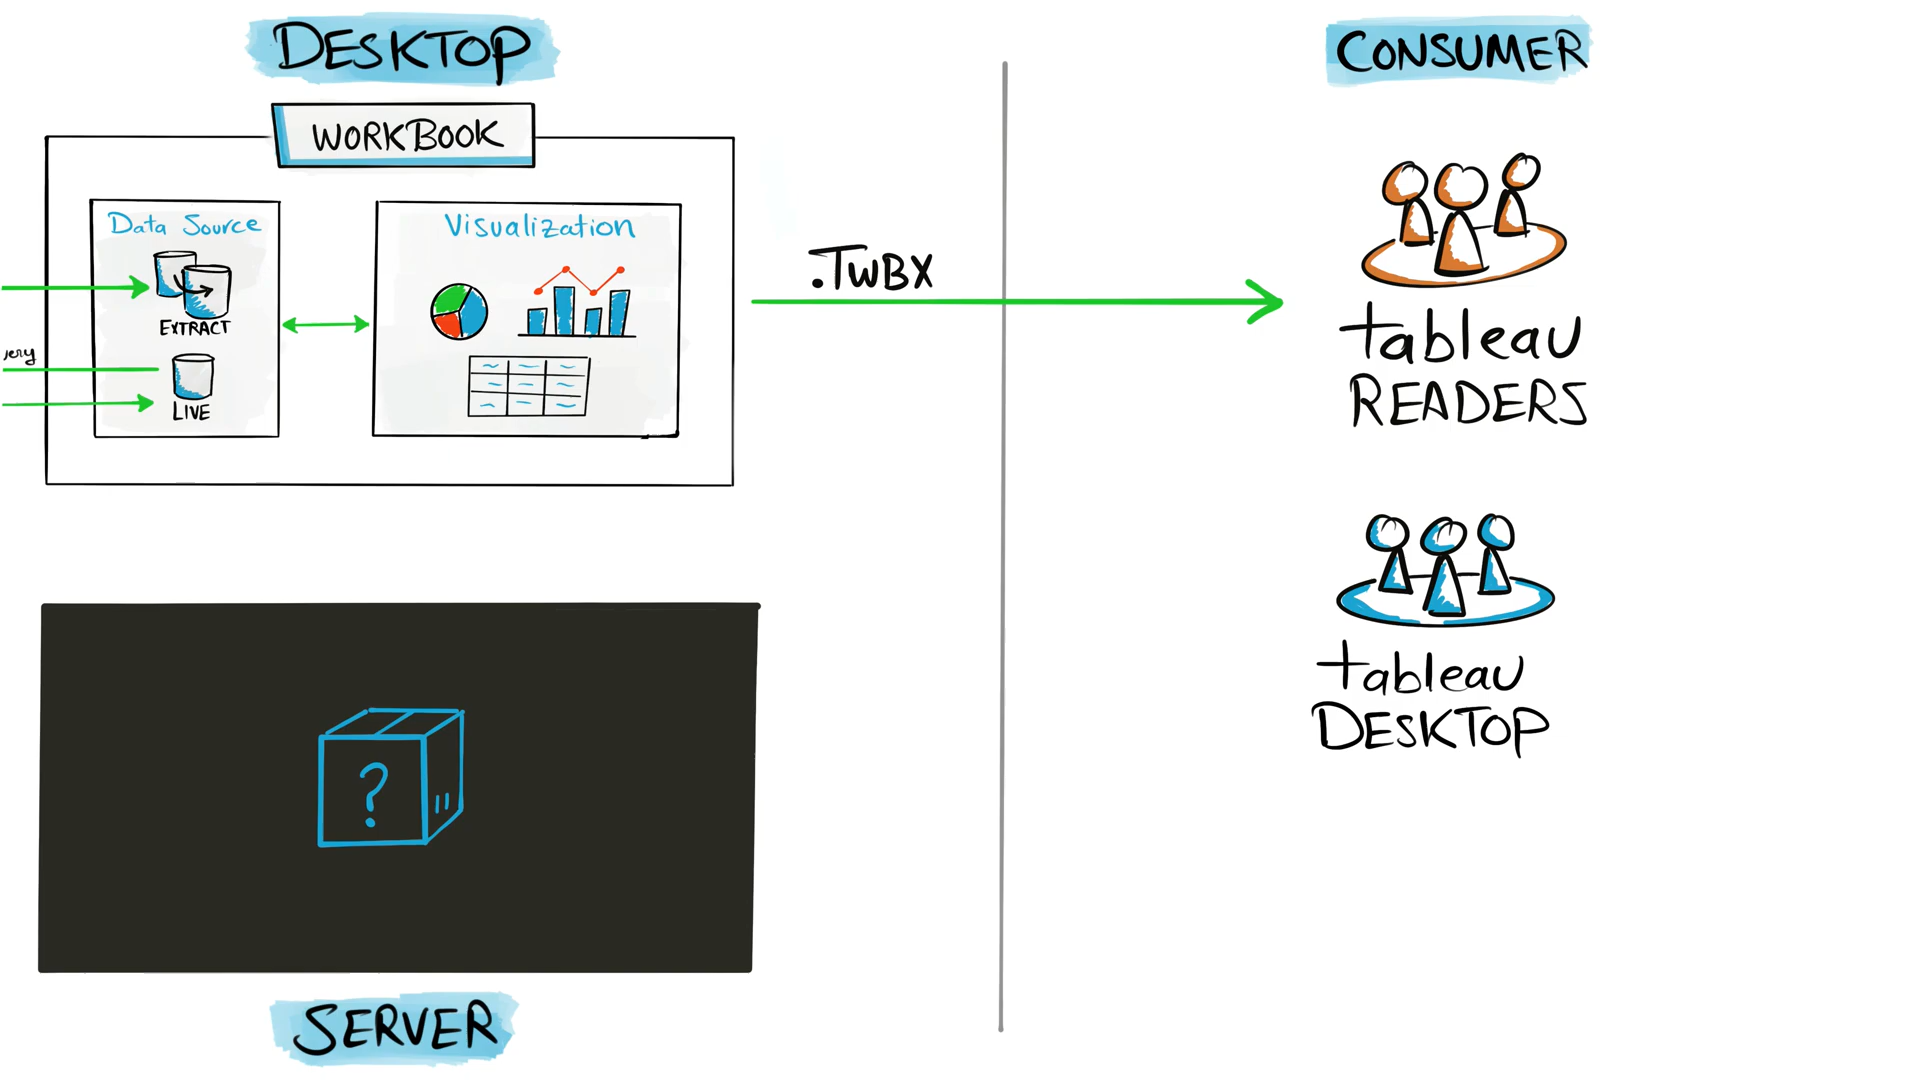 DESKTOP
CONSUMER
WORKBOOK
Data Source
Visualization
.TWBX
EXTRACT
LIVE
tableau
READERS
tableau
DESKTOP
?
SERVER